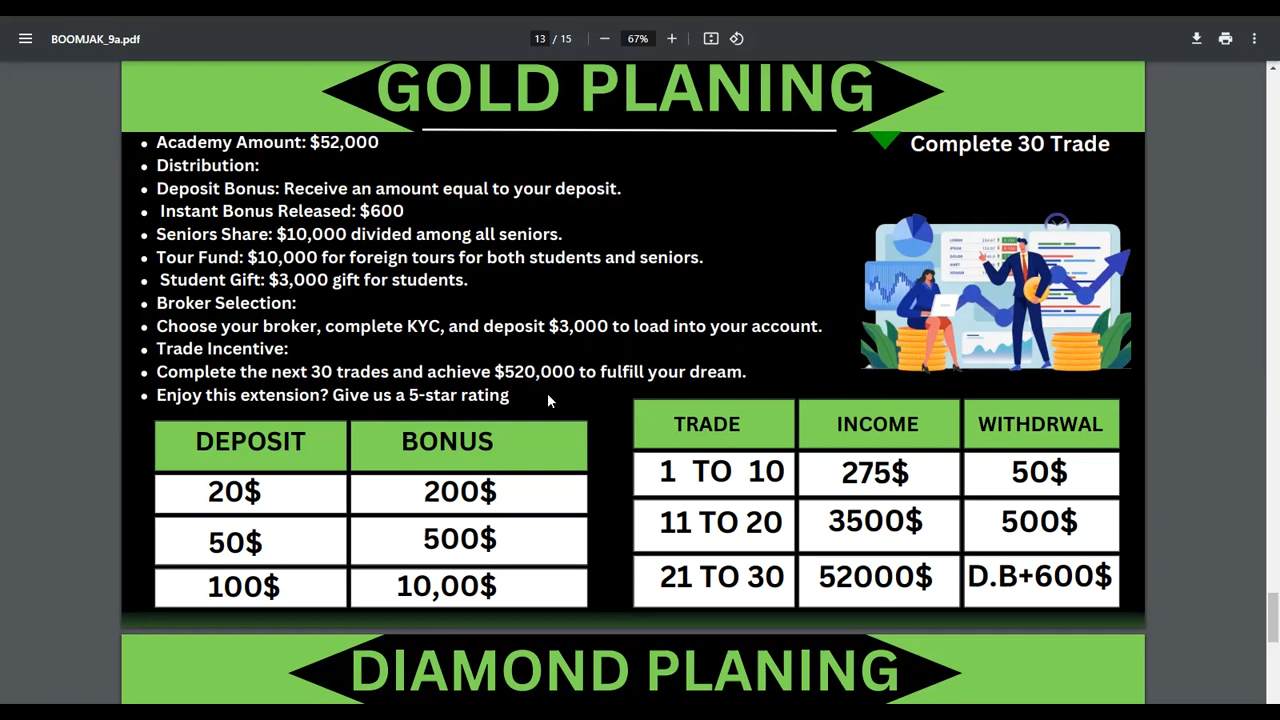 BOOMJAK_9a.pdf
13 / 15
67%
GOLD PLANING
Complete 30 Trade
Academy Amount: $52,000
Distribution:
Deposit Bonus: Receive an amount equal to your deposit.
Instant Bonus Released: $600
Seniors Share: $10,000 divided among all seniors.
Tour Fund: $10,000 for foreign tours for both students and seniors.
Student Gift: $3,000 gift for students.
Broker Selection:
Choose your broker, complete KYC, and deposit $3,000 to load into your account.
Trade Incentive:
Complete the next 30 trades and achieve $520,000 to fulfill your dream.
Enjoy this extension? Give us a 5-star rating
DEPOSIT BONUS
20$ 200$
50$ 500$
100$ 10,00$
TRADE INCOME WITHDRWAL
1 TO 10 275$ 50$
11 TO 20 3500$ 500$
21 TO 30 52000$ D.B+600$
DIAMOND PLANING